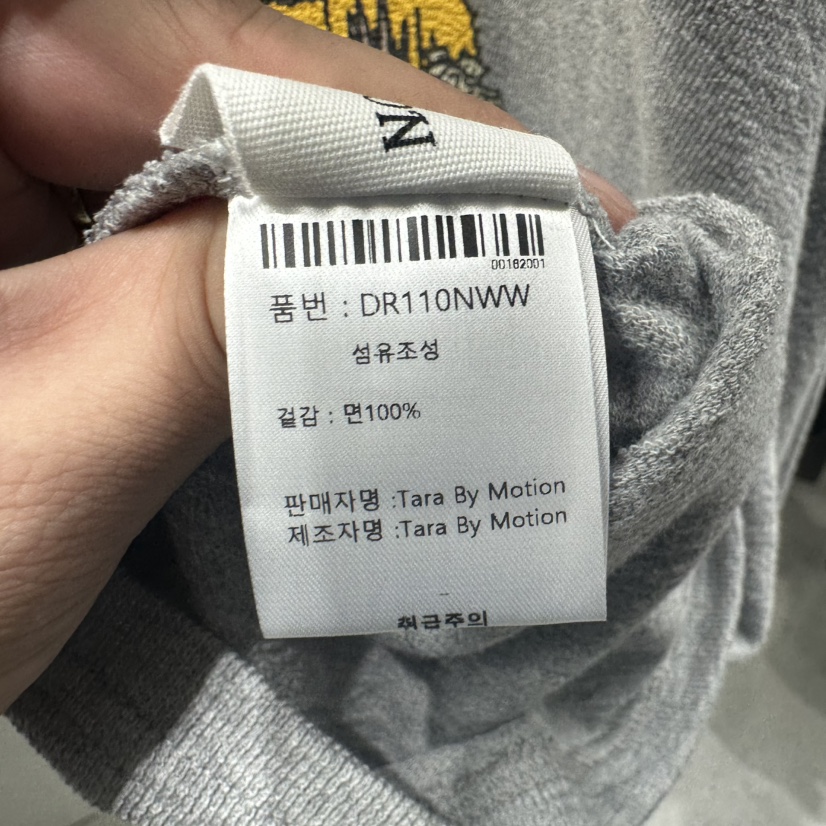 00182001
품번 : DR110NWW
섬유조성
겉감 : 면100%
판매자명 :Tara By Motion
제조자명 :Tara By Motion
취급주의